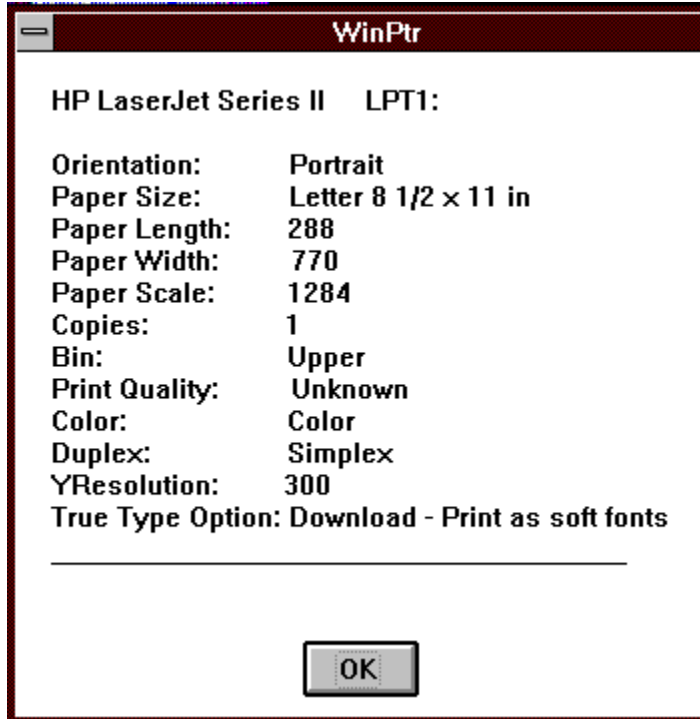 WinPtr
HP LaserJet Series II LPT1:
Orientation: Portrait
Paper Size: Letter 8 1/2 × 11 in
Paper Length: 288
Paper Width: 770
Paper Scale: 1284
Copies: 1
Bin: Upper
Print Quality: Unknown
Color: Color
Duplex: Simplex
YResolution: 300
True Type Option: Download - Print as soft fonts
OK